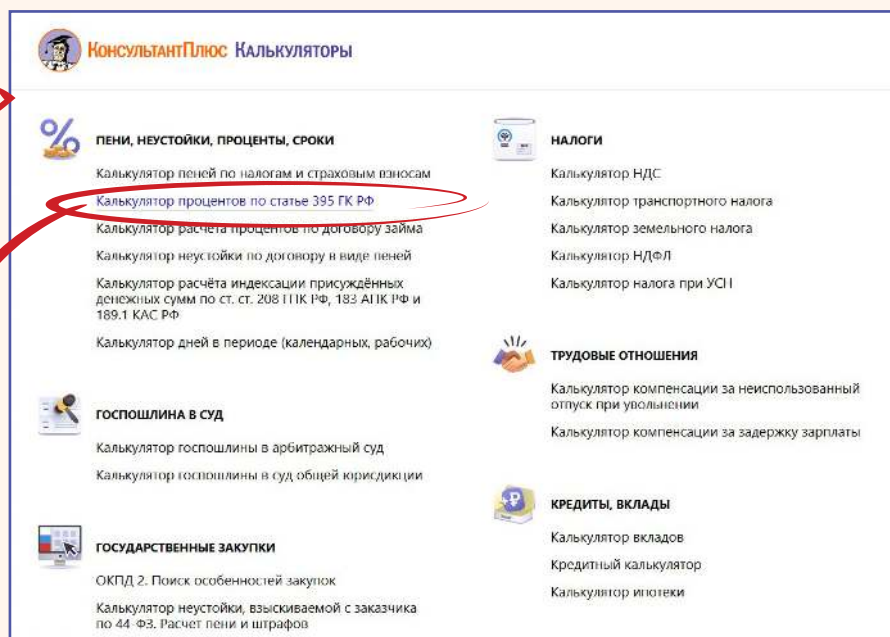 КонсультантПлюс Калькуляторы
ПЕНИ, НЕУСТОЙКИ, ПРОЦЕНТЫ, СРОКИ
Калькулятор пеней по налогам и страховым взносам
Калькулятор процентов по статье 395 ГК РФ
Калькулятор расчёта процентов по договору займа
Калькулятор неустойки по договору в виде пеней
Калькулятор расчёта индексации присуждённых
денежных сумм по ст. ст. 208 ГПК РФ, 183 АПК РФ и
189.1 КАС РФ
Калькулятор дней в периоде (календарных, рабочих)
ГОСПОШЛИНА В СУД
Калькулятор госпошлины в арбитражный суд
Калькулятор госпошлины в суд общей юрисдикции
ГОСУДАРСТВЕННЫЕ ЗАКУПКИ
ОКПД 2. Поиск особенностей закупок
Калькулятор неустойки, взыскиваемой с заказчика
по 44-ФЗ. Расчет пени и штрафов
НАЛОГИ
Калькулятор НДС
Калькулятор транспортного налога
Калькулятор земельного налога
Калькулятор НДФЛ
Калькулятор налога при УСН
ТРУДОВЫЕ ОТНОШЕНИЯ
Калькулятор компенсации за неиспользованный
отпуск при увольнении
Калькулятор компенсации за задержку зарплаты
КРЕДИТЫ, ВКЛАДЫ
Калькулятор вкладов
Кредитный калькулятор
Калькулятор ипотеки